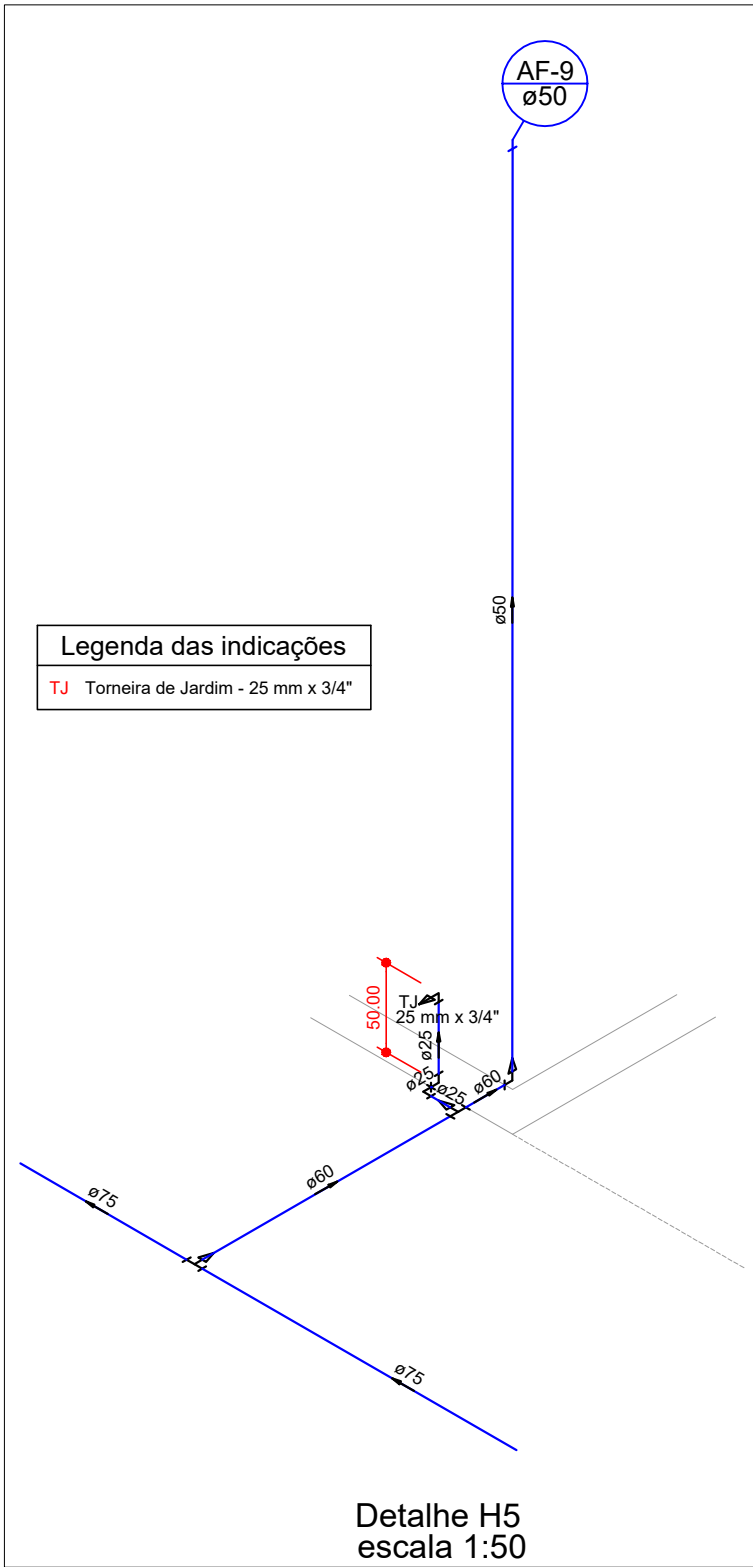 AF-9
ø50
ø50
Legenda das indicações
TJ Torneira de Jardim - 25 mm x 3/4"
50.00
TJ
25 mm x 3/4"
ø25
ø25
ø25
ø60
ø60
ø75
ø75
Detalhe H5
escala 1:50